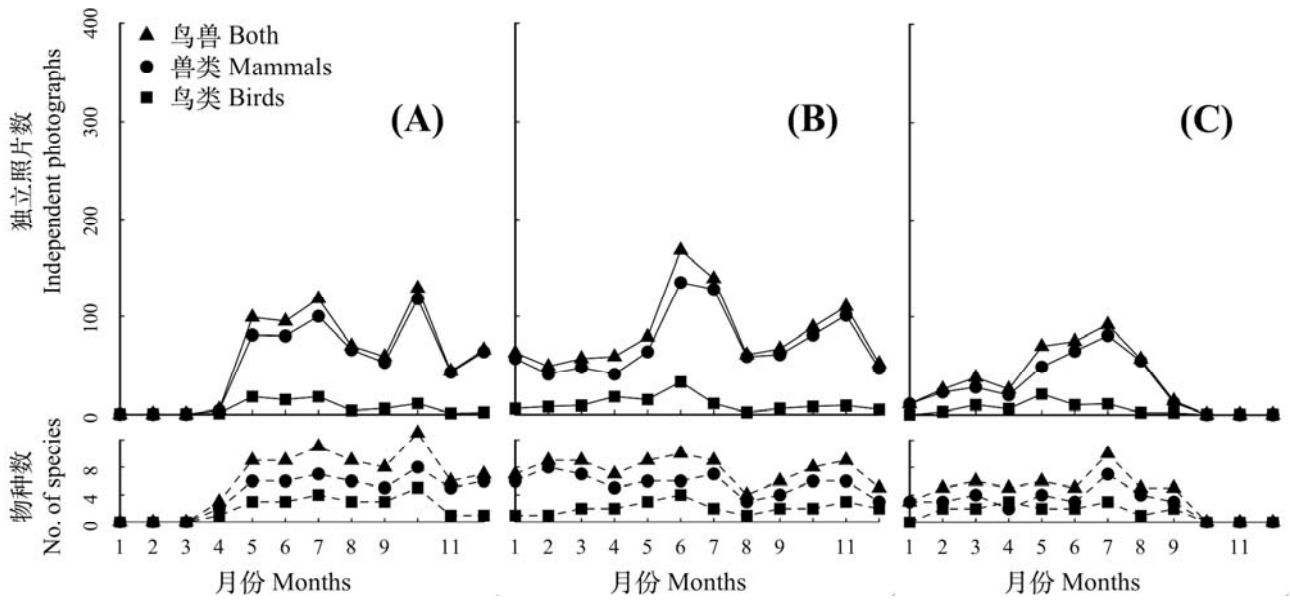 400
300
200
100
0
独立照片数
Independent photographs
鸟兽 Both
兽类 Mammals
鸟类 Birds
(A)
(B)
(C)
8
4
0
物种数
No. of species
1 2 3 4 5 6 7 8 9 11
1 2 3 4 5 6 7 8 9 11
1 2 3 4 5 6 7 8 9 11
月份 Months
月份 Months
月份 Months